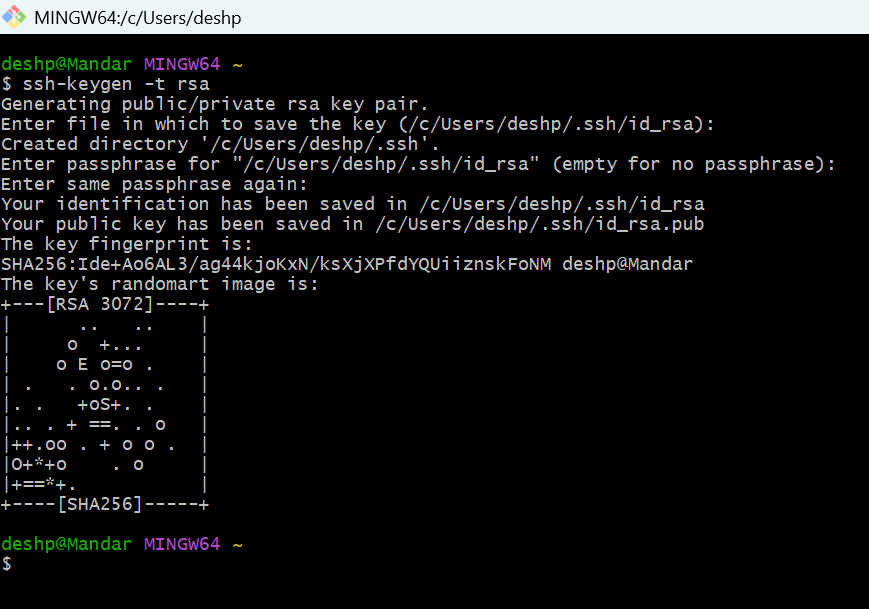 MINGW64:/c/Users/deshp
deshp@Mandar MINGW64 ~
$ ssh-keygen -t rsa
Generating public/private rsa key pair.
Enter file in which to save the key (/c/Users/deshp/.ssh/id_rsa):
Created directory '/c/Users/deshp/.ssh'.
Enter passphrase for "/c/Users/deshp/.ssh/id_rsa" (empty for no passphrase):
Enter same passphrase again:
Your identification has been saved in /c/Users/deshp/.ssh/id_rsa
Your public key has been saved in /c/Users/deshp/.ssh/id_rsa.pub
The key fingerprint is:
SHA256:Ide+Ao6AL3/ag44kjoKxN/ksXjXPfdYQUiiznskFoNM deshp@Mandar
The key's randomart image is:
+---[RSA 3072]----+
|      ..   ..    |
|     o  +...     |
|    o E o=o .    |
| .   . o.o.. .   |
|. .   +oS+. .    |
|.. . + ==. . o   |
|++.oo . + o o .  |
|O+*+o    . o     |
|+==*+.           |
+----[SHA256]-----+
deshp@Mandar MINGW64 ~
$